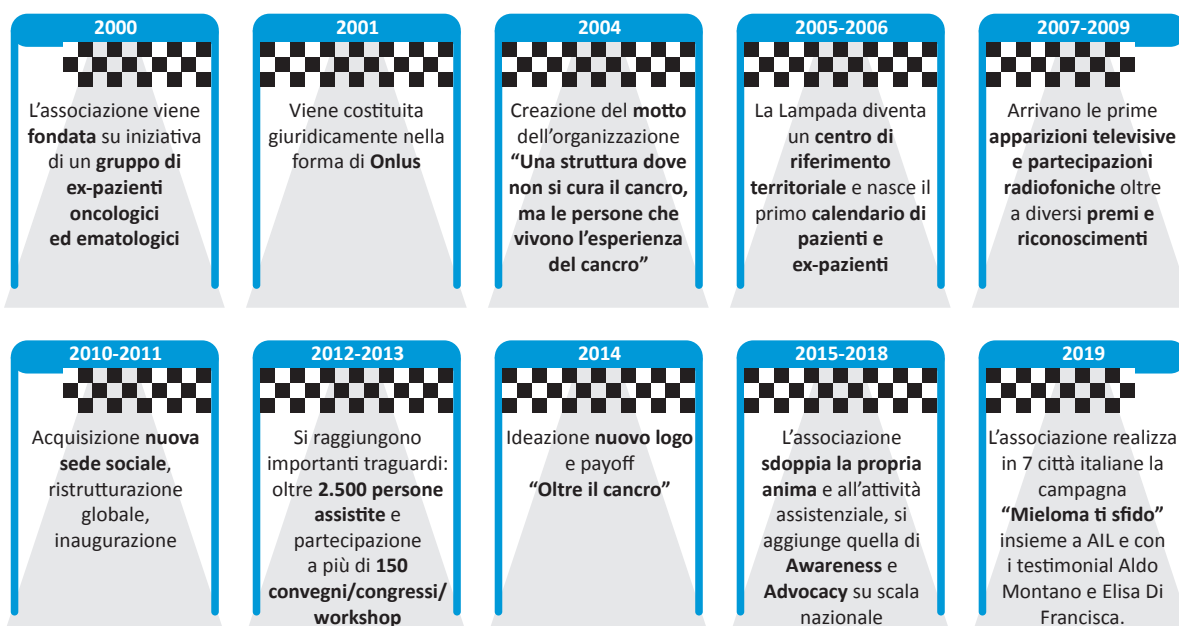 2000
L’associazione viene
fondata su iniziativa
di un gruppo di
ex-pazienti
oncologici
ed ematologici
2001
Viene costituita
giuridicamente nella
forma di Onlus
2004
Creazione del motto
dell’organizzazione
“Una struttura dove
non si cura il cancro,
ma le persone che
vivono l’esperienza
del cancro”
2005-2006
La Lampada diventa
un centro di
riferimento
territoriale e nasce il
primo calendario di
pazienti e
ex-pazienti
2007-2009
Arrivano le prime
apparizioni televisive
e partecipazioni
radiofoniche oltre
a diversi premi e
riconoscimenti
2010-2011
Acquisizione nuova
sede sociale,
ristrutturazione
globale,
inaugurazione
2012-2013
Si raggiungono
importanti traguardi:
oltre 2.500 persone
assistite e
partecipazione
a più di 150
convegni/congressi/
workshop
2014
Ideazione nuovo logo
e payoff
“Oltre il cancro”
2015-2018
L’associazione
sdoppia la propria
anima e all’attività
assistenziale, si
aggiunge quella di
Awareness e
Advocacy su scala
nazionale
2019
L’associazione realizza
in 7 città italiane la
campagna
“Mieloma ti sfido”
insieme a AIL e con
i testimonial Aldo
Montano e Elisa Di
Francisca.